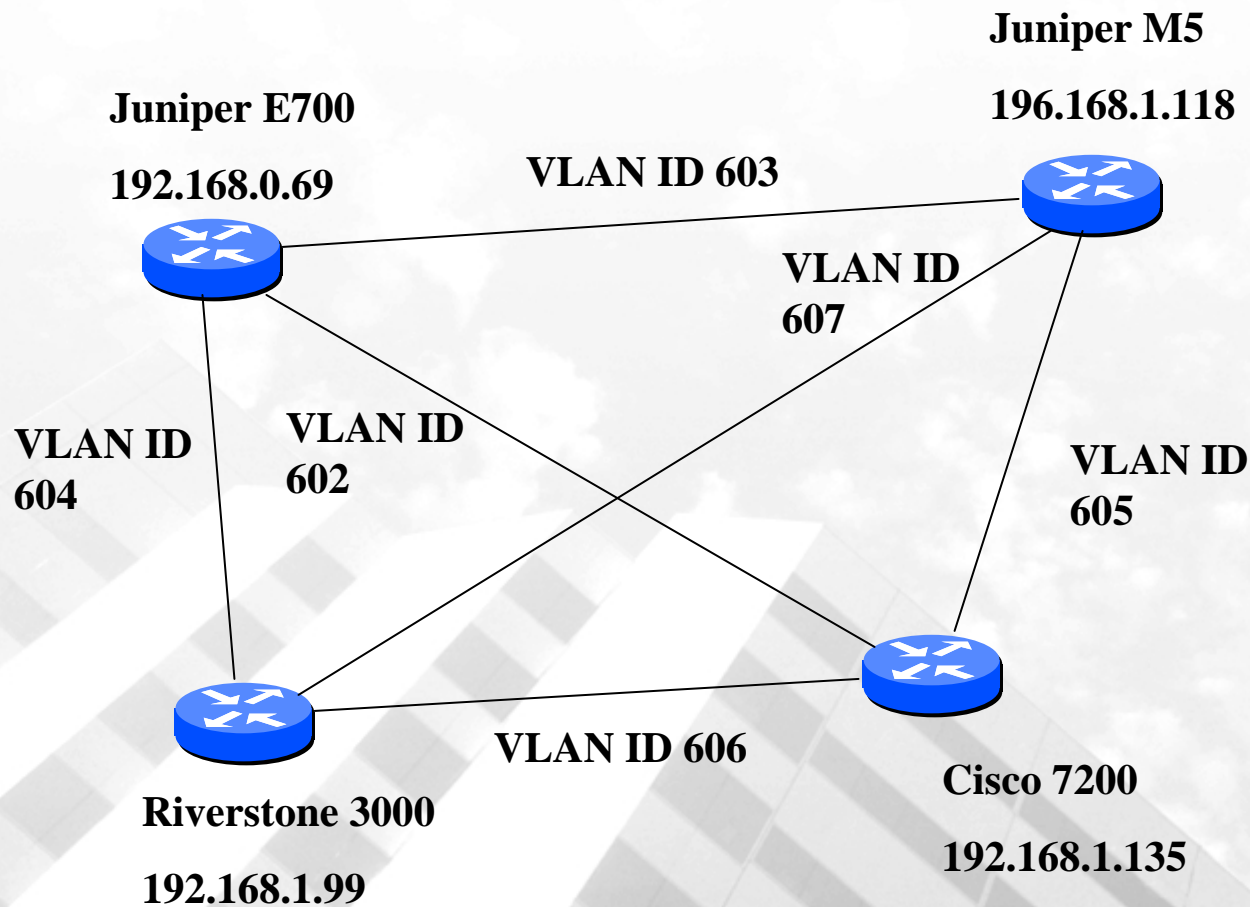 Juniper M5
196.168.1.118
Juniper E700
192.168.0.69
VLAN ID 603
VLAN ID
607
VLAN ID
604
VLAN ID
602
VLAN ID
605
VLAN ID 606
Riverstone 3000
192.168.1.99
Cisco 7200
192.168.1.135